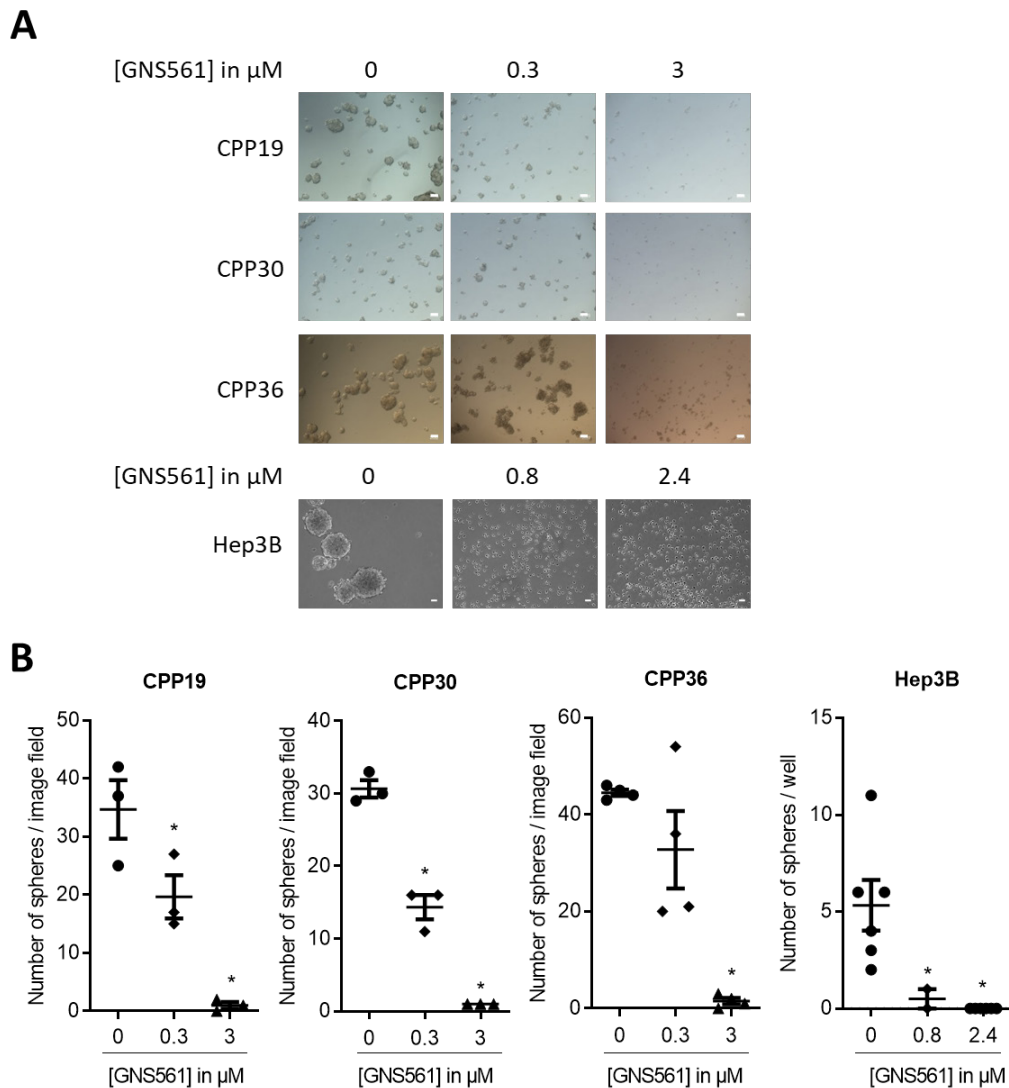 A
[GNS561] in µM 0 0.3 3
CPP19
CPP30
CPP36
[GNS561] in µM 0 0.8 2.4
Hep3B
B
CPP19
Number of spheres / image field
50
40
30
20
10
0
*
*
0 0.3 3
[GNS561] in µM
CPP30
Number of spheres / image field
40
30
20
10
0
*
*
0 0.3 3
[GNS561] in µM
CPP36
Number of spheres / image field
60
40
20
0
*
0 0.3 3
[GNS561] in µM
Hep3B
Number of spheres / well
15
10
5
0
*
*
0 0.8 2.4
[GNS561] in µM